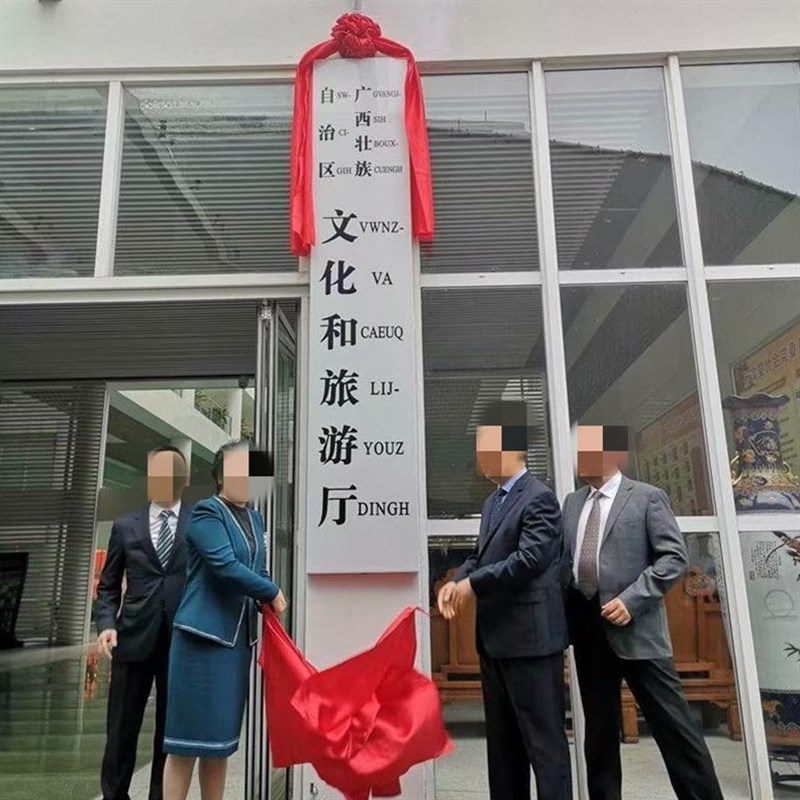 广西壮族
GVANGJ-
SIH
BOUX-
CUENGH
自治区
SW-
CI-
GIH
文化和旅游厅
VWNZ-
VA
CAEUQ
LIJ-
YOUZ
DINGH